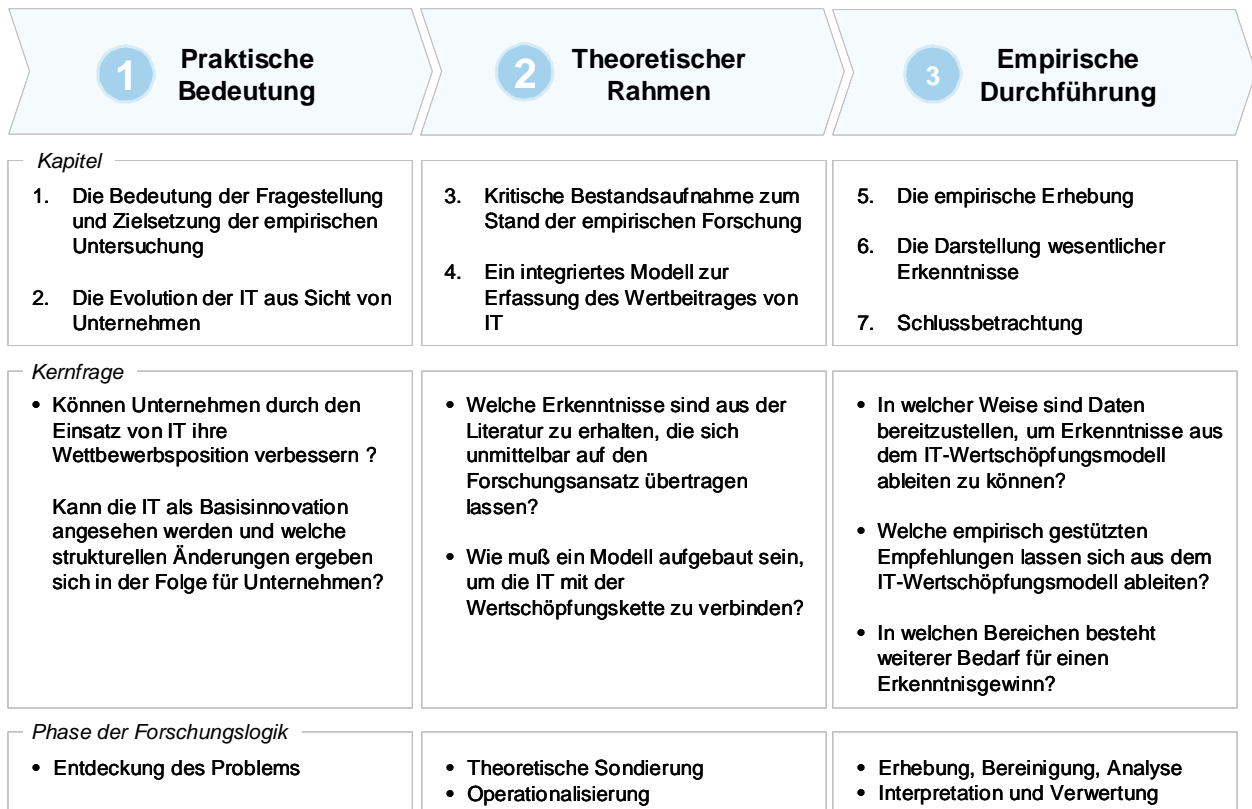 1
Praktische
Bedeutung
2
Theoretischer
Rahmen
3
Empirische
Durchführung
Kapitel
1. Die Bedeutung der Fragestellung
und Zielsetzung der empirischen
Untersuchung
2. Die Evolution der IT aus Sicht von
Unternehmen
3. Kritische Bestandsaufnahme zum
Stand der empirischen Forschung
4. Ein integriertes Modell zur
Erfassung des Wertbeitrages von
IT
5. Die empirische Erhebung
6. Die Darstellung wesentlicher
Erkenntnisse
7. Schlussbetrachtung
Kernfrage
• Können Unternehmen durch den
Einsatz von IT ihre
Wettbewerbsposition verbessern ?
Kann die IT als Basisinnovation
angesehen werden und welche
strukturellen Änderungen ergeben
sich in der Folge für Unternehmen?
• Welche Erkenntnisse sind aus der
Literatur zu erhalten, die sich
unmittelbar auf den
Forschungsansatz übertragen
lassen?
• Wie muß ein Modell aufgebaut sein,
um die IT mit der
Wertschöpfungskette zu verbinden?
• In welcher Weise sind Daten
bereitzustellen, um Erkenntnisse aus
dem IT-Wertschöpfungsmodell
ableiten zu können?
• Welche empirisch gestützten
Empfehlungen lassen sich aus dem
IT-Wertschöpfungsmodell ableiten?
• In welchen Bereichen besteht
weiterer Bedarf für einen
Erkenntnisgewinn?
Phase der Forschungslogik
• Entdeckung des Problems
• Theoretische Sondierung
• Operationalisierung
• Erhebung, Bereinigung, Analyse
• Interpretation und Verwertung